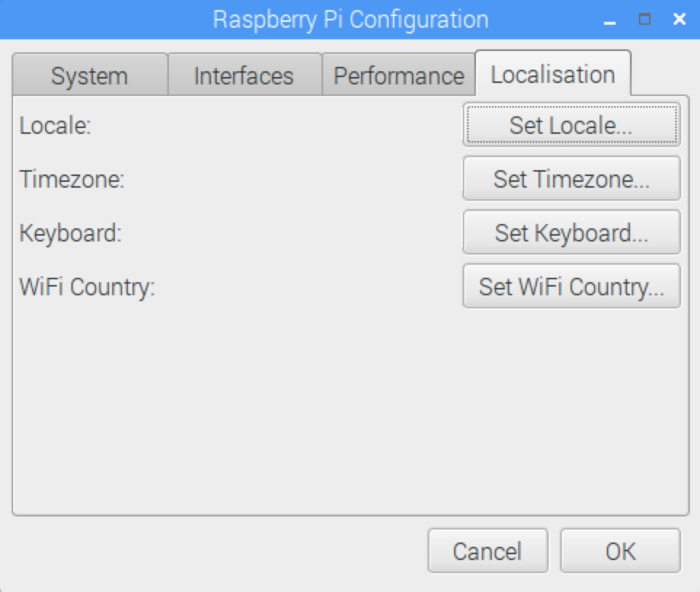 Raspberry Pi Configuration
System Interfaces Performance Localisation
Locale: Set Locale...
Timezone: Set Timezone...
Keyboard: Set Keyboard...
WiFi Country: Set WiFi Country...
Cancel OK